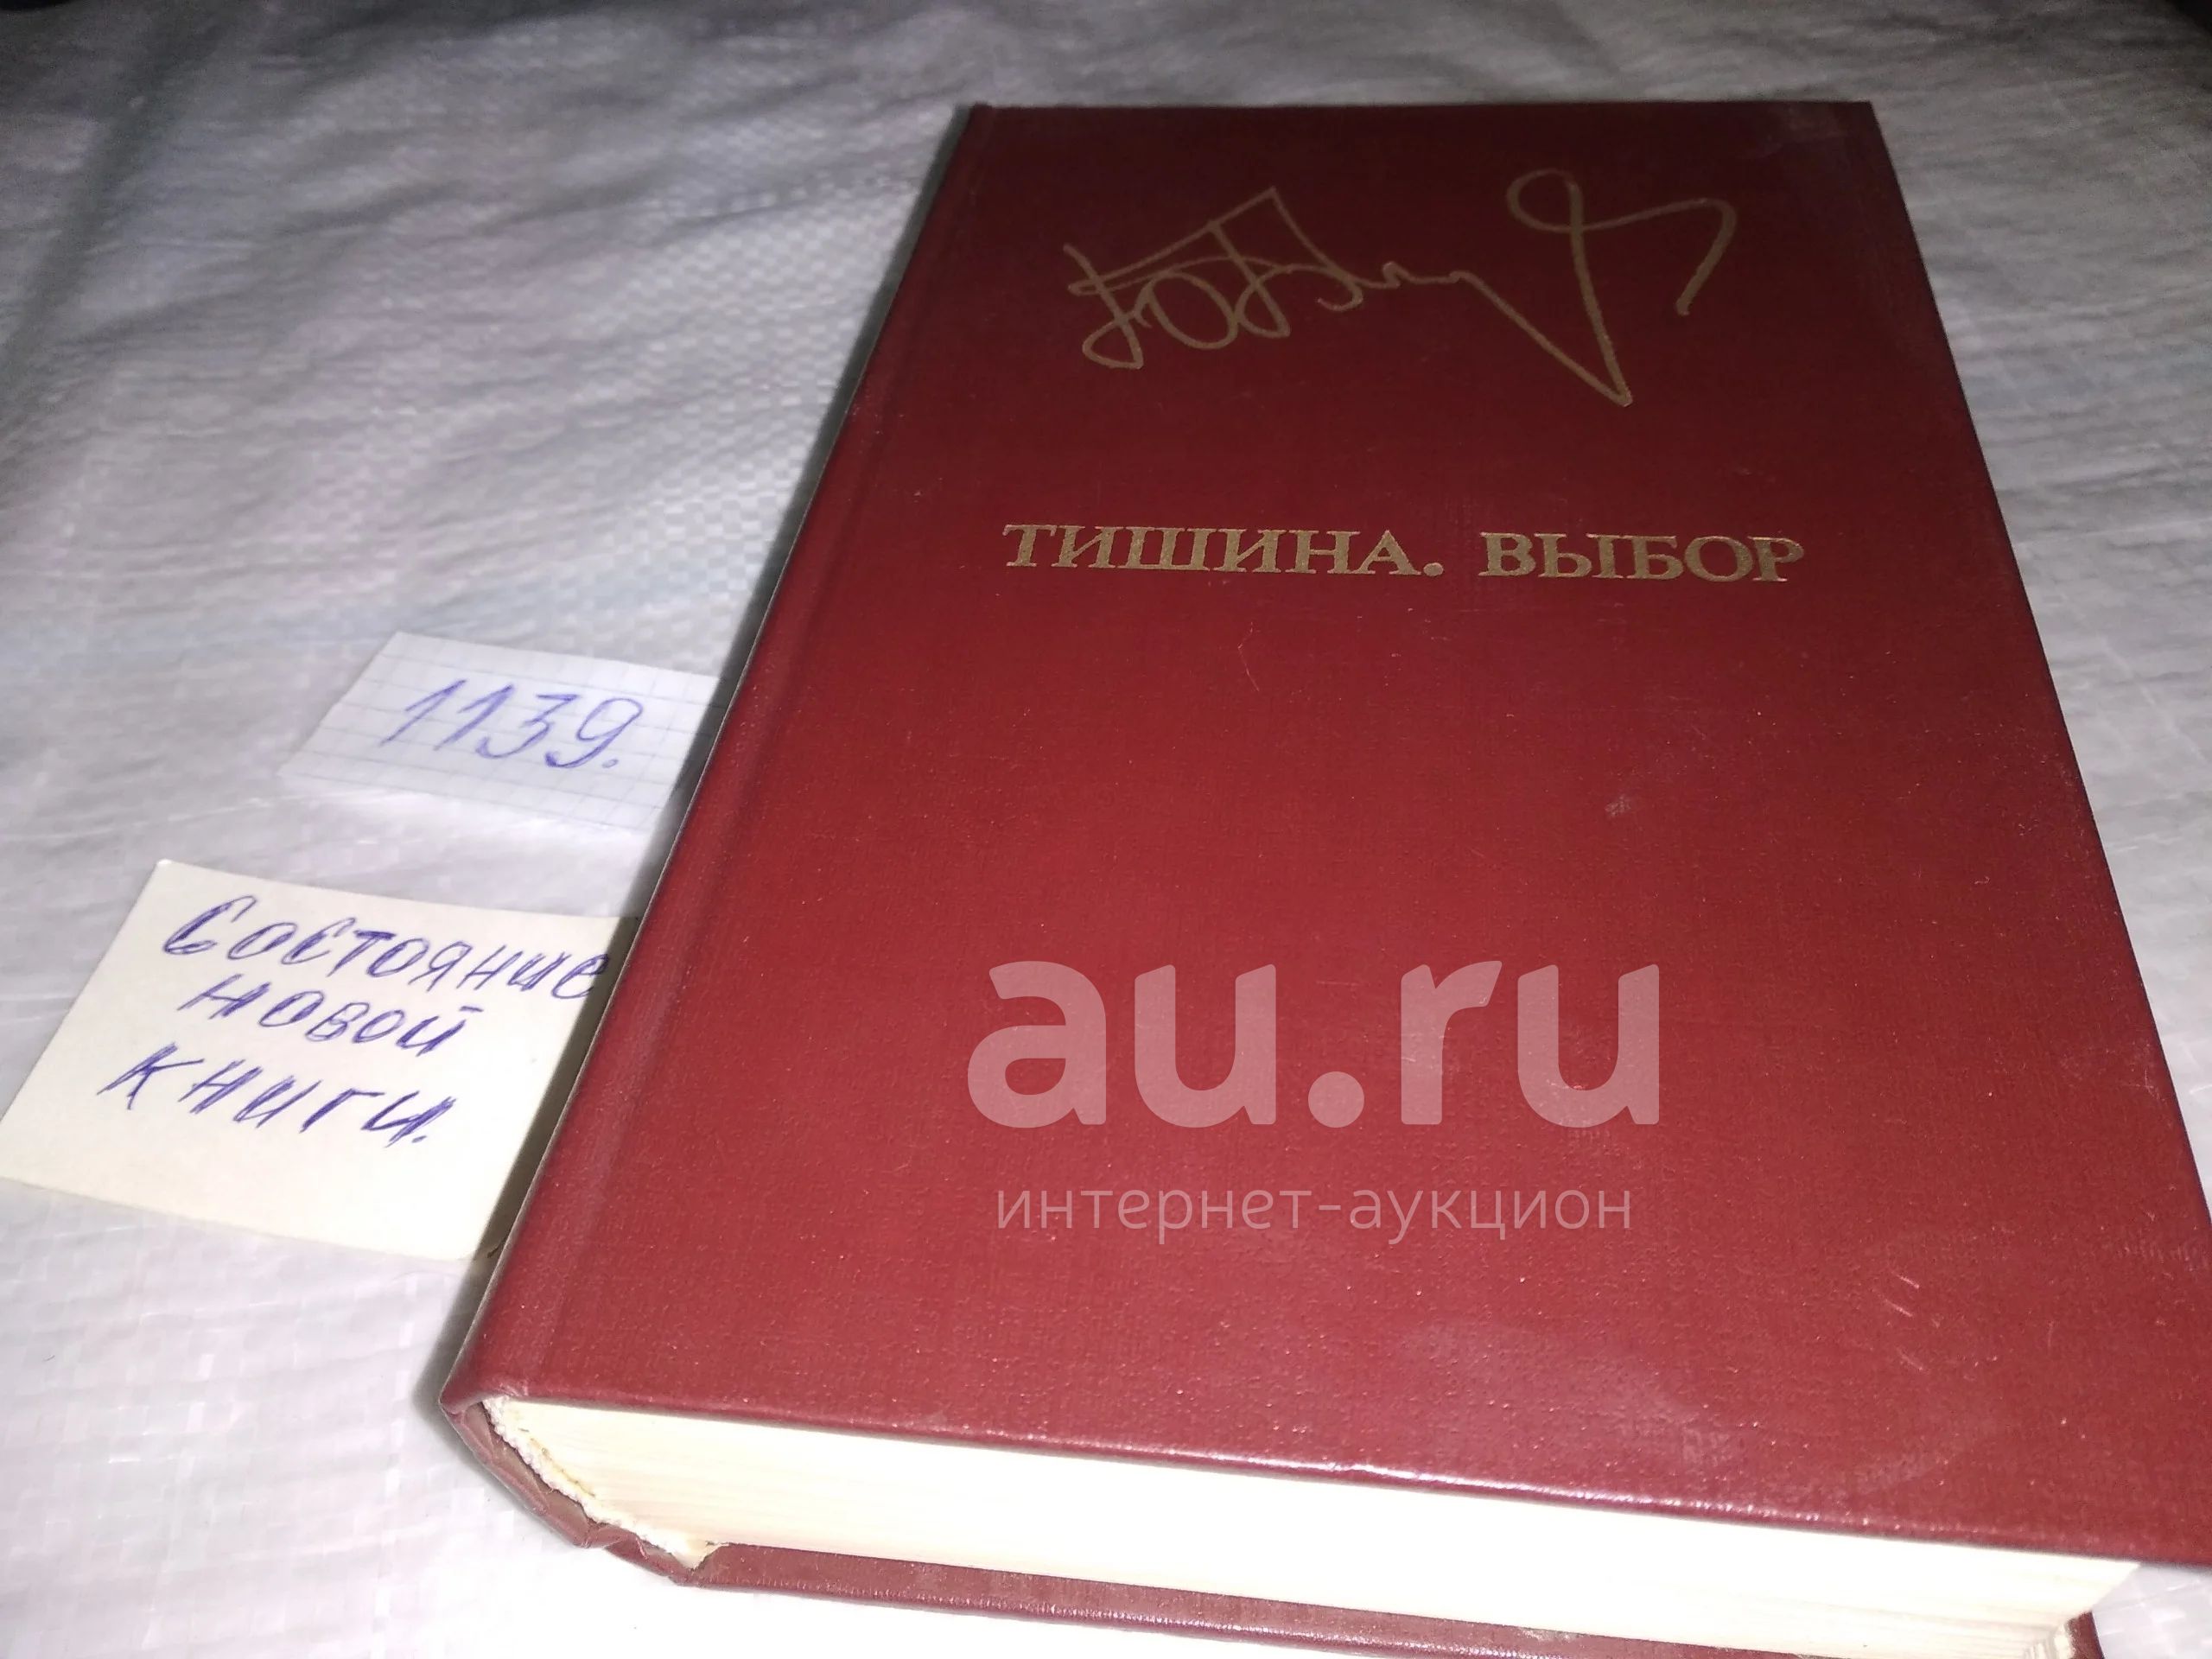 ТИШИНА. ВЫБОР
1139.
Состояние
новой
книги.
au.ru
интернет-аукцион